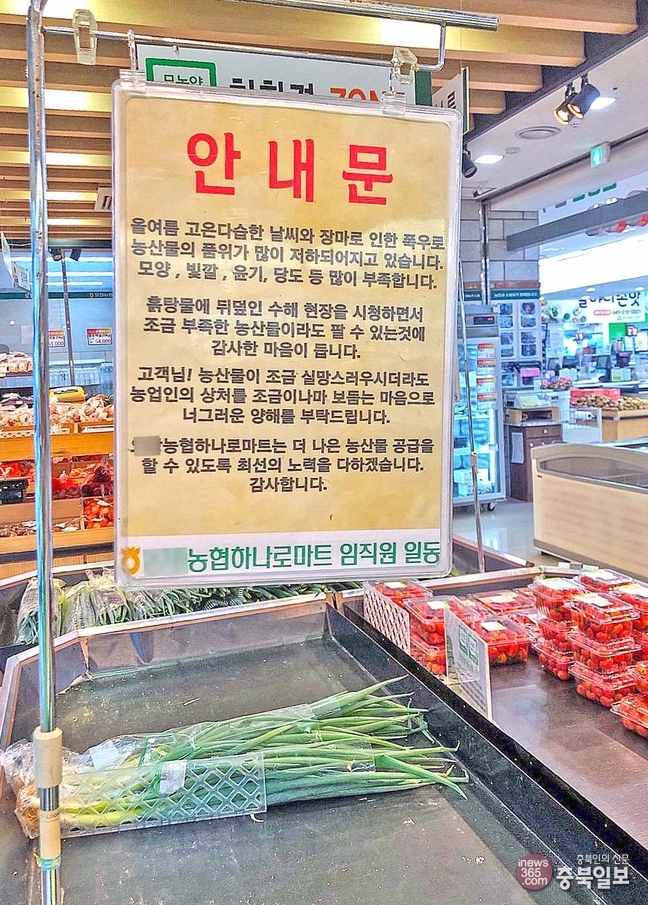 무농약 친환경 ZONE
안내문
올여름 고온다습한 날씨와 장마로 인한 폭우로
농산물의 품위가 많이 저하되어지고 있습니다.
모양 , 빛깔 , 윤기, 당도 등 많이 부족합니다.
흙탕물에 뒤덮인 수해 현장을 시청하면서
조금 부족한 농산물이라도 팔 수 있는것에
감사한 마음이 듭니다.
고객님! 농산물이 조금 실망스러우시더라도
농업인의 상처를 조금이나마 보듬는 마음으로
너그러운 양해를 부탁드립니다.
농협하나로마트는 더 나은 농산물 공급을
할 수 있도록 최선의 노력을 다하겠습니다.
감사합니다.
농협하나로마트 임직원 일동
inews
365.com
충북인의 신문
충북일보